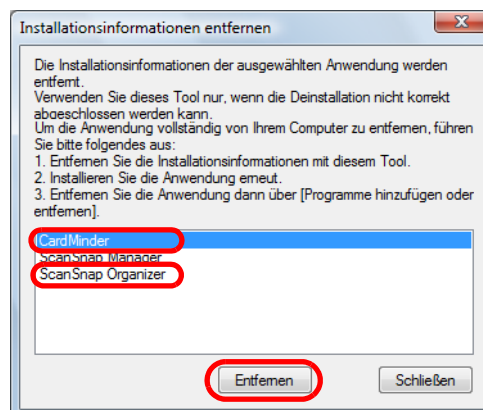 Installationsinformationen entfernen
Die Installationsinformationen der ausgewählten Anwendung werden
entfernt.
Verwenden Sie dieses Tool nur, wenn die Deinstallation nicht korrekt
abgeschlossen werden kann.
Um die Anwendung vollständig von Ihrem Computer zu entfernen, führen
Sie bitte folgendes aus:
1. Entfernen Sie die Installationsinformationen mit diesem Tool.
2. Installieren Sie die Anwendung erneut.
3. Entfernen Sie die Anwendung dann über [Programme hinzufügen oder
entfernen].
CardMinder
ScanSnap Manager
ScanSnap Organizer
Entfernen
Schließen